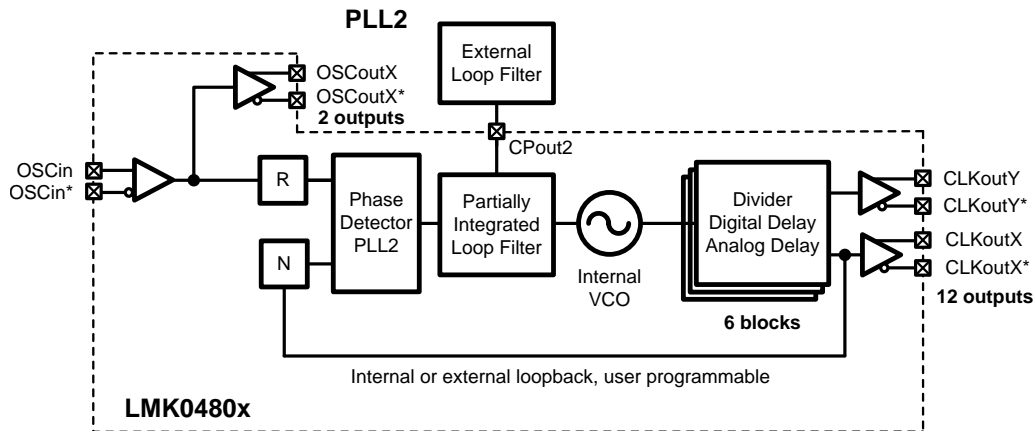 PLL2
External
Loop Filter
OSCoutX
OSCoutX*
2 outputs
CPout2
OSCin
OSCin*
R
N
Phase
Detector
PLL2
Partially
Integrated
Loop Filter
Internal
VCO
Divider
Digital Delay
Analog Delay
6 blocks
CLKoutY
CLKoutY*
CLKoutX
CLKoutX*
12 outputs
Internal or external loopback, user programmable
LMK0480x